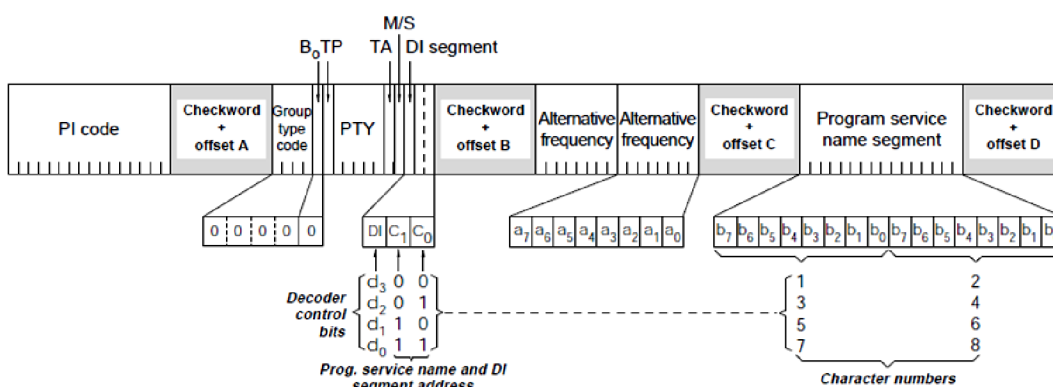 M/S
B₀TP TA DI segment
PI code
Checkword
+
offset A
Group
type
code
PTY
Checkword
+
offset B
Alternative
frequency
Alternative
frequency
Checkword
+
offset C
Program service
name segment
Checkword
+
offset D
0 0 0 0 0
DI C₁ C₀
a₇ a₆ a₅ a₄ a₃ a₂ a₁ a₀
b₇ b₆ b₅ b₄ b₃ b₂ b₁ b₀ b₇ b₆ b₅ b₄ b₃ b₂ b₁
Decoder
control
bits
d₃ 0 0
d₂ 0 1
d₁ 1 0
d₀ 1 1
1 2
3 4
5 6
7 8
Prog. service name and DI
segment address
Character numbers